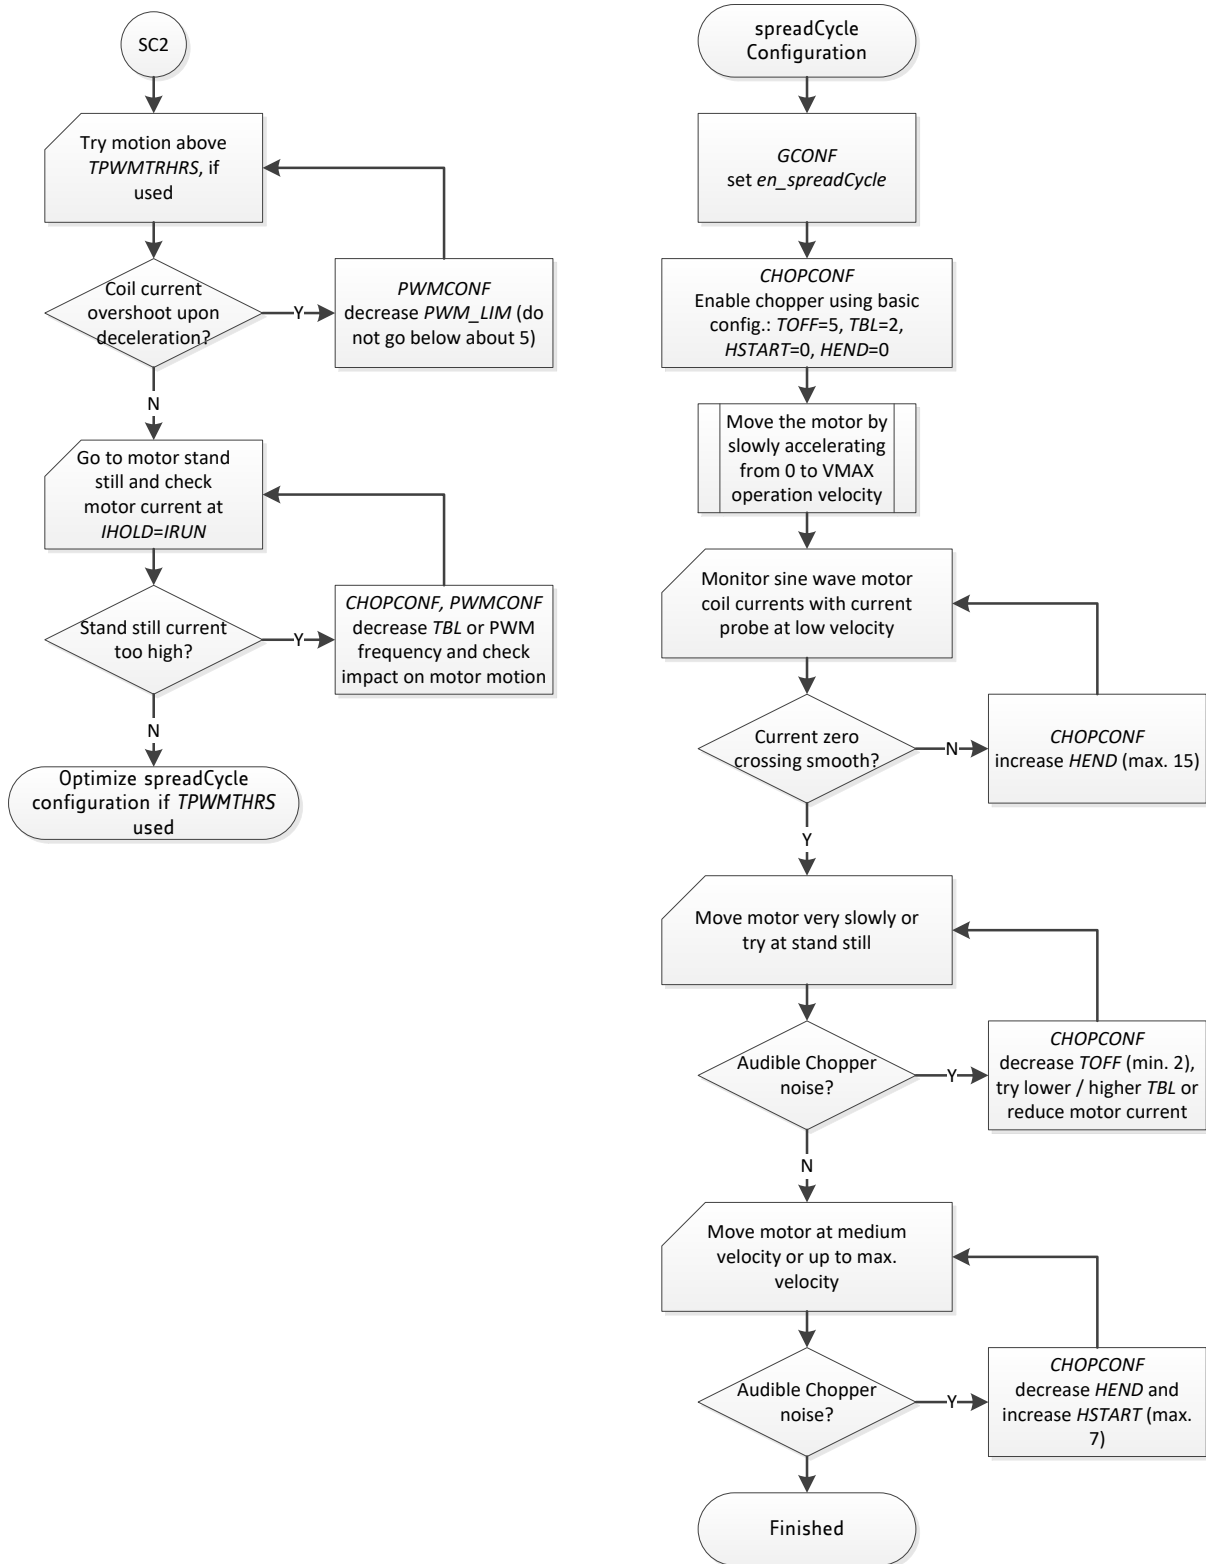 SC2
Try motion above
TPWMTRHRS, if
used
Coil current
overshoot upon
deceleration?
Y
PWMCONF
decrease PWM_LIM (do
not go below about 5)
N
Go to motor stand
still and check
motor current at
IHOLD=IRUN
Stand still current
too high?
Y
CHOPCONF, PWMCONF
decrease TBL or PWM
frequency and check
impact on motor motion
N
Optimize spreadCycle
configuration if TPWMTHRS
used
spreadCycle
Configuration
GCONF
set en_spreadCycle
CHOPCONF
Enable chopper using basic
config.: TOFF=5, TBL=2,
HSTART=0, HEND=0
Move the motor by
slowly accelerating
from 0 to VMAX
operation velocity
Monitor sine wave motor
coil currents with current
probe at low velocity
Current zero
crossing smooth?
N
CHOPCONF
increase HEND (max. 15)
Y
Move motor very slowly or
try at stand still
Audible Chopper
noise?
Y
CHOPCONF
decrease TOFF (min. 2),
try lower / higher TBL or
reduce motor current
N
Move motor at medium
velocity or up to max.
velocity
Audible Chopper
noise?
Y
CHOPCONF
decrease HEND and
increase HSTART (max.
7)
Finished